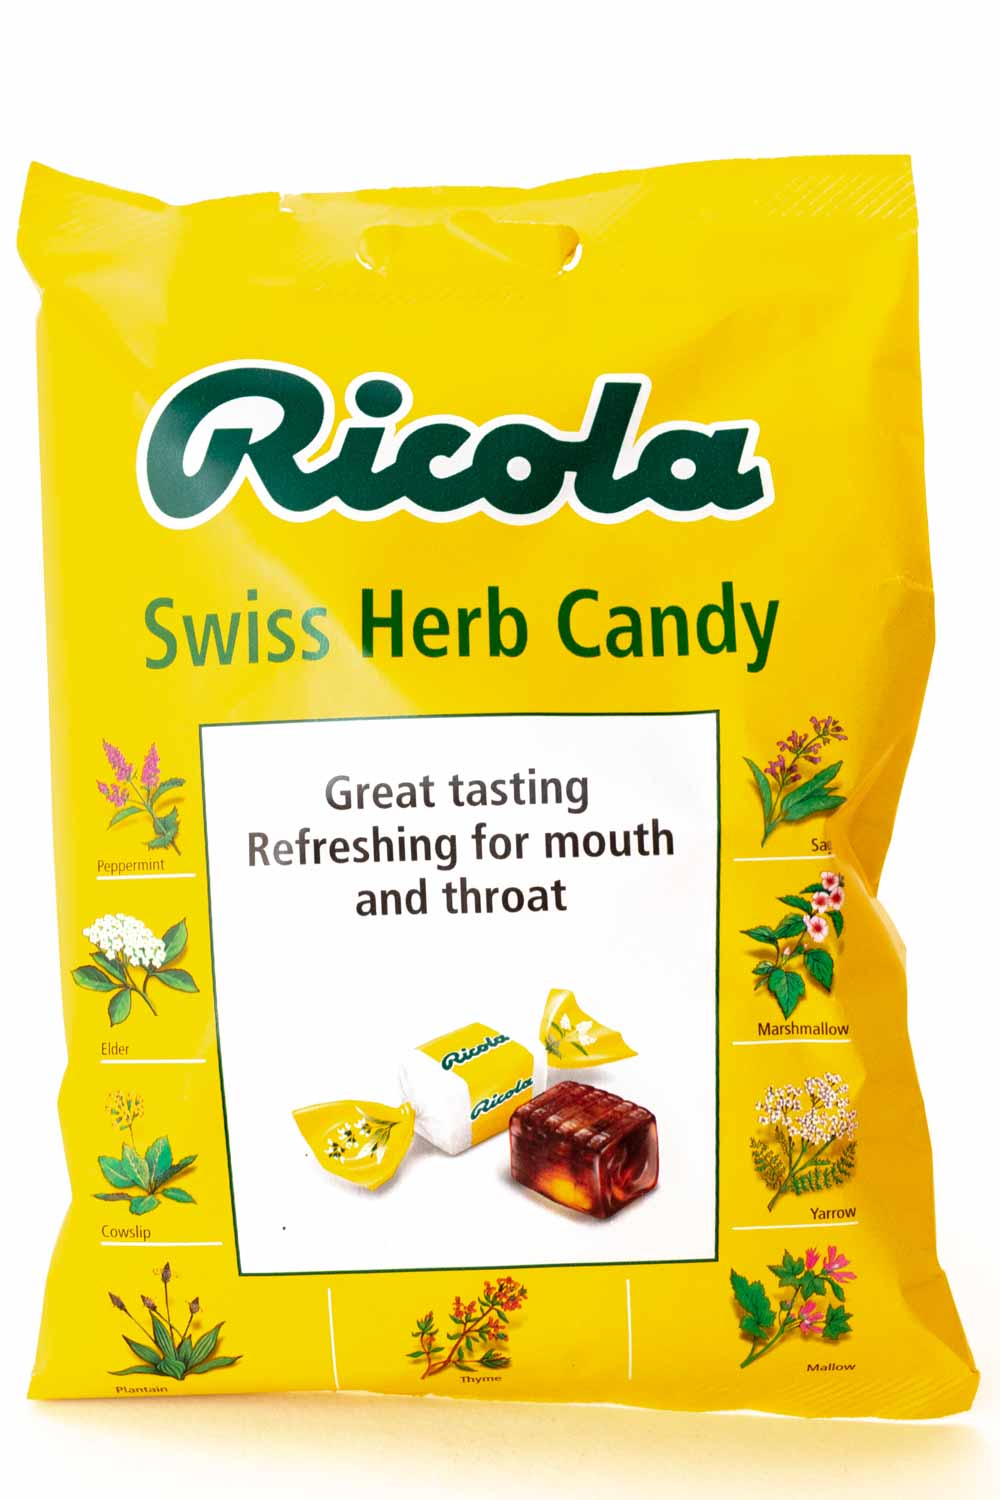 Ricola
Swiss Herb Candy
Great tasting
Refreshing for mouth
and throat
Ricola
Ricola
Peppermint
Elder
Cowslip
Plantain
Thyme
Marshmallow
Yarrow
Mallow